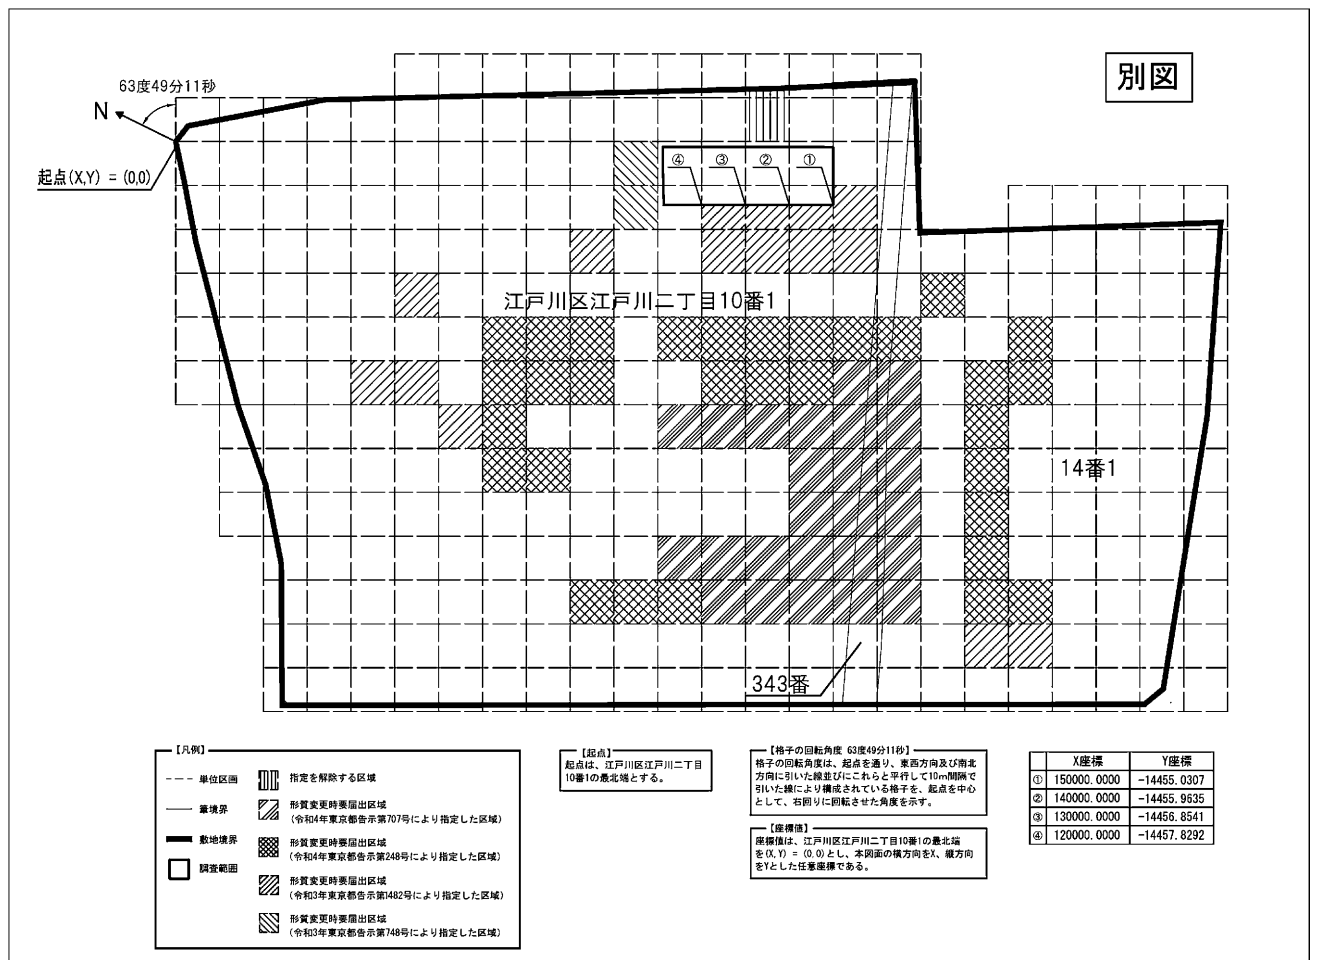 別図
63度49分11秒
N
起点(X,Y) = (0,0)
④ ③ ② ①
江戸川区江戸川二丁目10番1
14番1
343番
【凡例】
単位区画
筆境界
敷地境界
調査範囲
指定を解除する区域
形質変更時要届出区域
(令和4年東京都告示第707号により指定した区域)
形質変更時要届出区域
(令和4年東京都告示第248号により指定した区域)
形質変更時要届出区域
(令和3年東京都告示第1482号により指定した区域)
形質変更時要届出区域
(令和3年東京都告示第748号により指定した区域)
【起点】
起点は、江戸川区江戸川二丁目
10番1の最北端とする。
【格子の回転角度 63度49分11秒】
格子の回転角度は、起点を通り、東西方向及び南北
方向に引いた線並びにこれらと平行して10m間隔で
引いた線により構成されている格子を、起点を中心
として、右回りに回転させた角度を示す。
【座標値】
座標値は、江戸川区江戸川二丁目10番1の最北端
を(X,Y) = (0,0)とし、本図面の横方向をX、縦方向
をYとした任意座標である。
X座標 Y座標
① 150000.0000 -14455.0307
② 140000.0000 -14455.9635
③ 130000.0000 -14456.8541
④ 120000.0000 -14457.8292